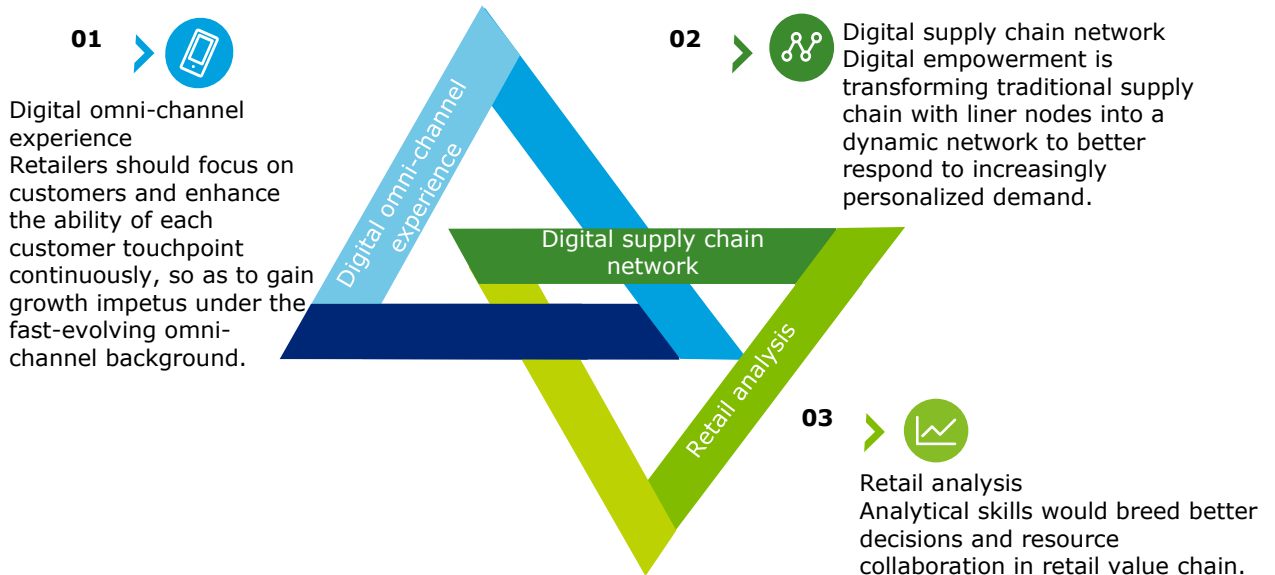 01
Digital omni-channel
experience
Retailers should focus on
customers and enhance
the ability of each
customer touchpoint
continuously, so as to gain
growth impetus under the
fast-evolving omni-
channel background.
Digital omni-channel
experience
02
Digital supply chain network
Digital empowerment is
transforming traditional supply
chain with liner nodes into a
dynamic network to better
respond to increasingly
personalized demand.
Digital supply chain
network
Retail analysis
03
Retail analysis
Analytical skills would breed better
decisions and resource
collaboration in retail value chain.